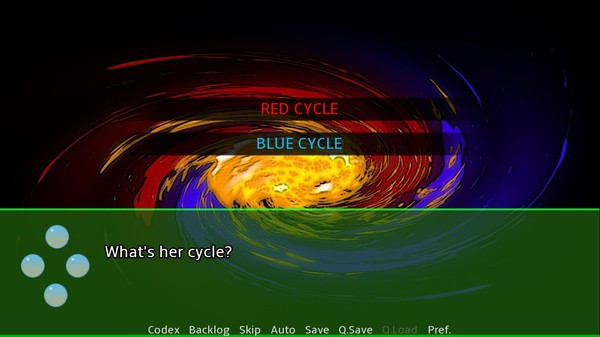 RED CYCLE
BLUE CYCLE
What's her cycle?
Codex Backlog Skip Auto Save Q.Save Q.Load Pref.